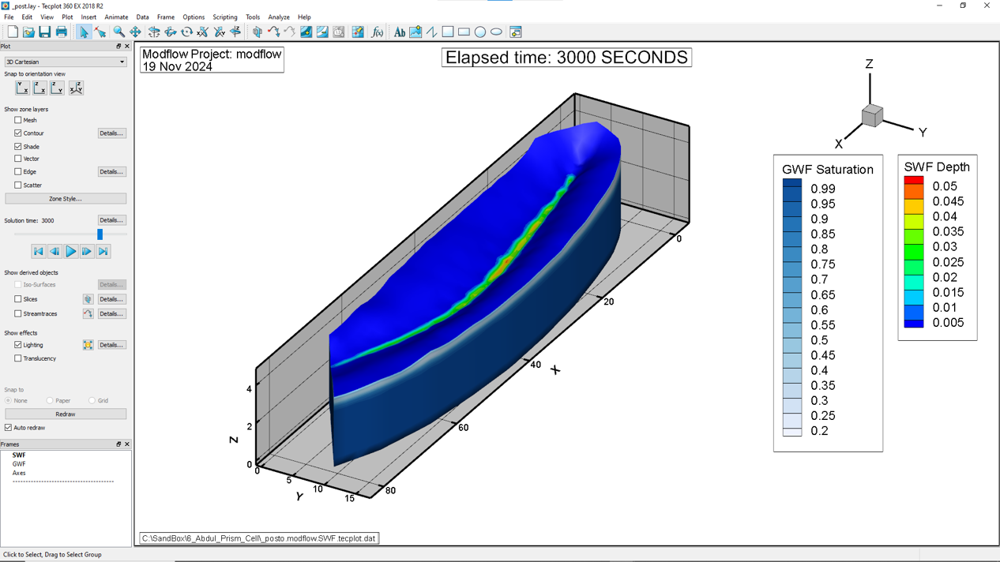 _post.lay — Tecplot 360 EX 2018 R2
File Edit View Plot Insert Animate Data Frame Options Scripting Tools Analyze Help
Plot
3D Cartesian
Snap to orientation view
Show zone layers
Mesh
Contour Details...
Shade
Vector
Edge Details...
Scatter
Zone Style...
Solution time: 3000 Details...
Show derived objects
Iso-Surfaces Details...
Slices Details...
Streamtraces Details...
Show effects
Lighting Details...
Translucency
Snap to
None Paper Grid
Redraw
Auto redraw
Frames
SWF
GWF
Axes
Click to Select, Drag to Select Group
Modflow Project: modflow
19 Nov 2024
Elapsed time: 3000 SECONDS
Z
X
Y
GWF Saturation
0.99
0.95
0.9
0.85
0.8
0.75
0.7
0.65
0.6
0.55
0.5
0.45
0.4
0.35
0.3
0.25
0.2
SWF Depth
0.05
0.045
0.04
0.035
0.03
0.025
0.02
0.015
0.01
0.005
0
20
40
X
60
80
4
2
0
Z
0
5
10
15
Y
C:\SandBox\6_Abdul_Prism_Cell\_posto.modflow.SWF.tecplot.dat